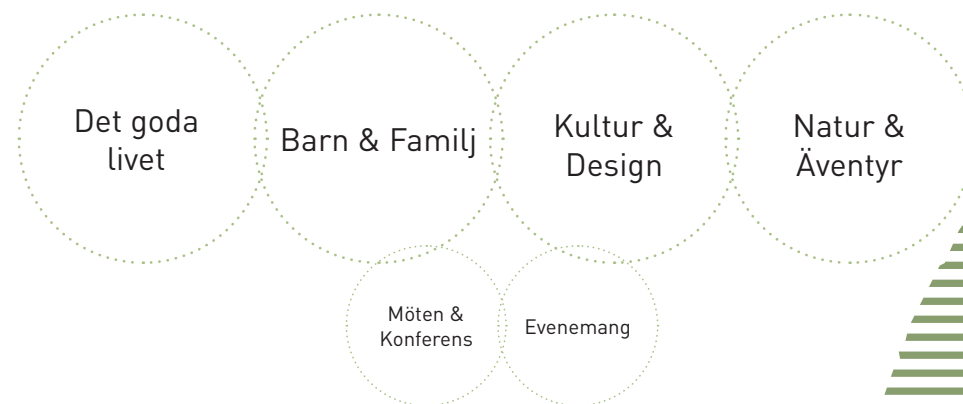 Det goda
livet
Barn & Familj
Kultur &
Design
Natur &
Äventyr
Möten &
Konferens
Evenemang